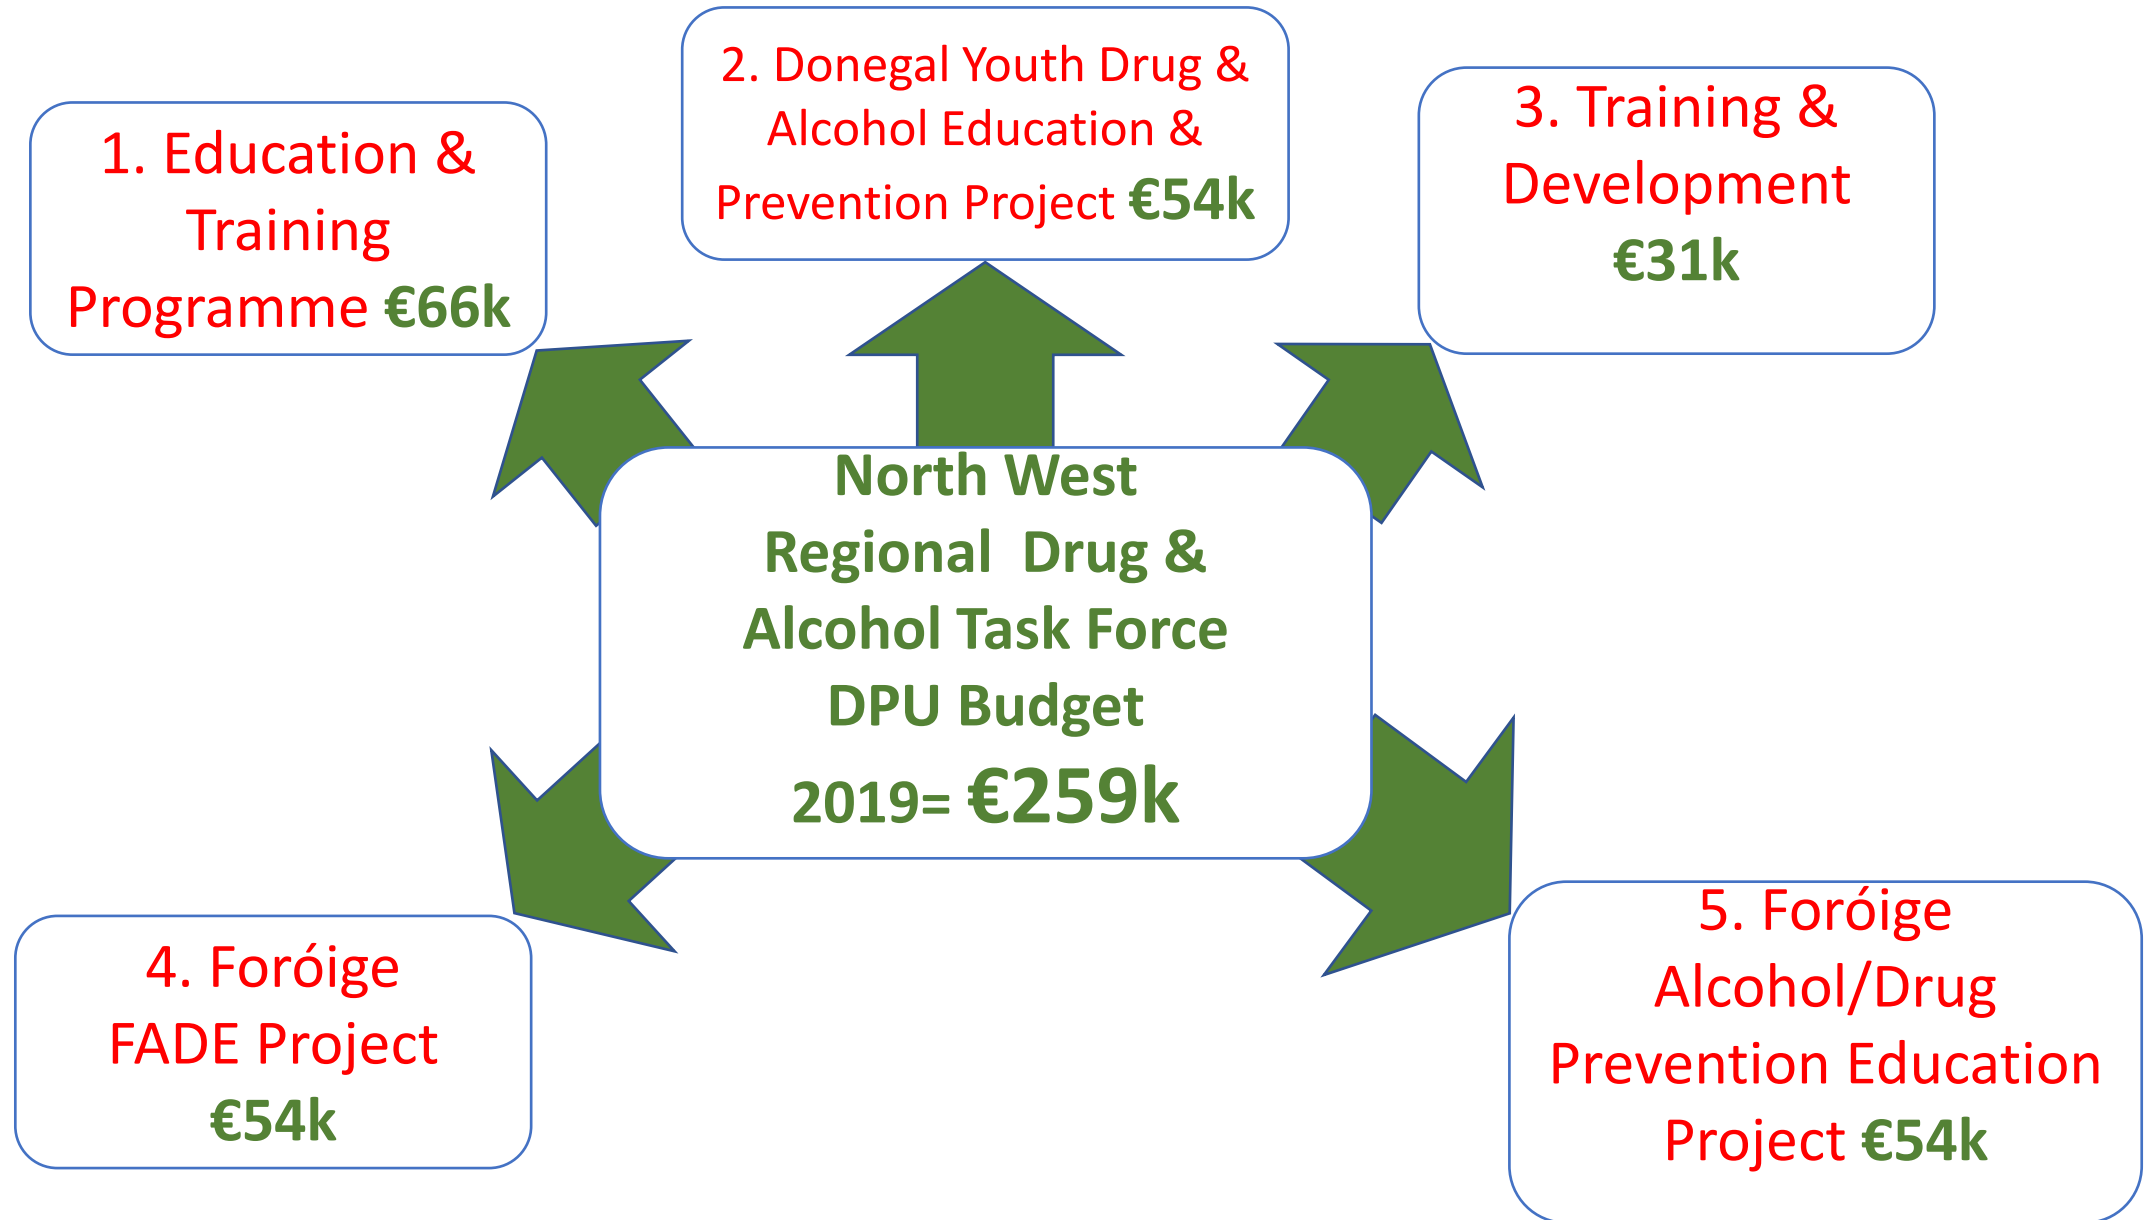 1. Education &
Training
Programme €66k
2. Donegal Youth Drug &
Alcohol Education &
Prevention Project €54k
3. Training &
Development
€31k
North West
Regional  Drug &
Alcohol Task Force
DPU Budget
2019= €259k
4. Foróige
FADE Project
€54k
5. Foróige
Alcohol/Drug
Prevention Education
Project €54k